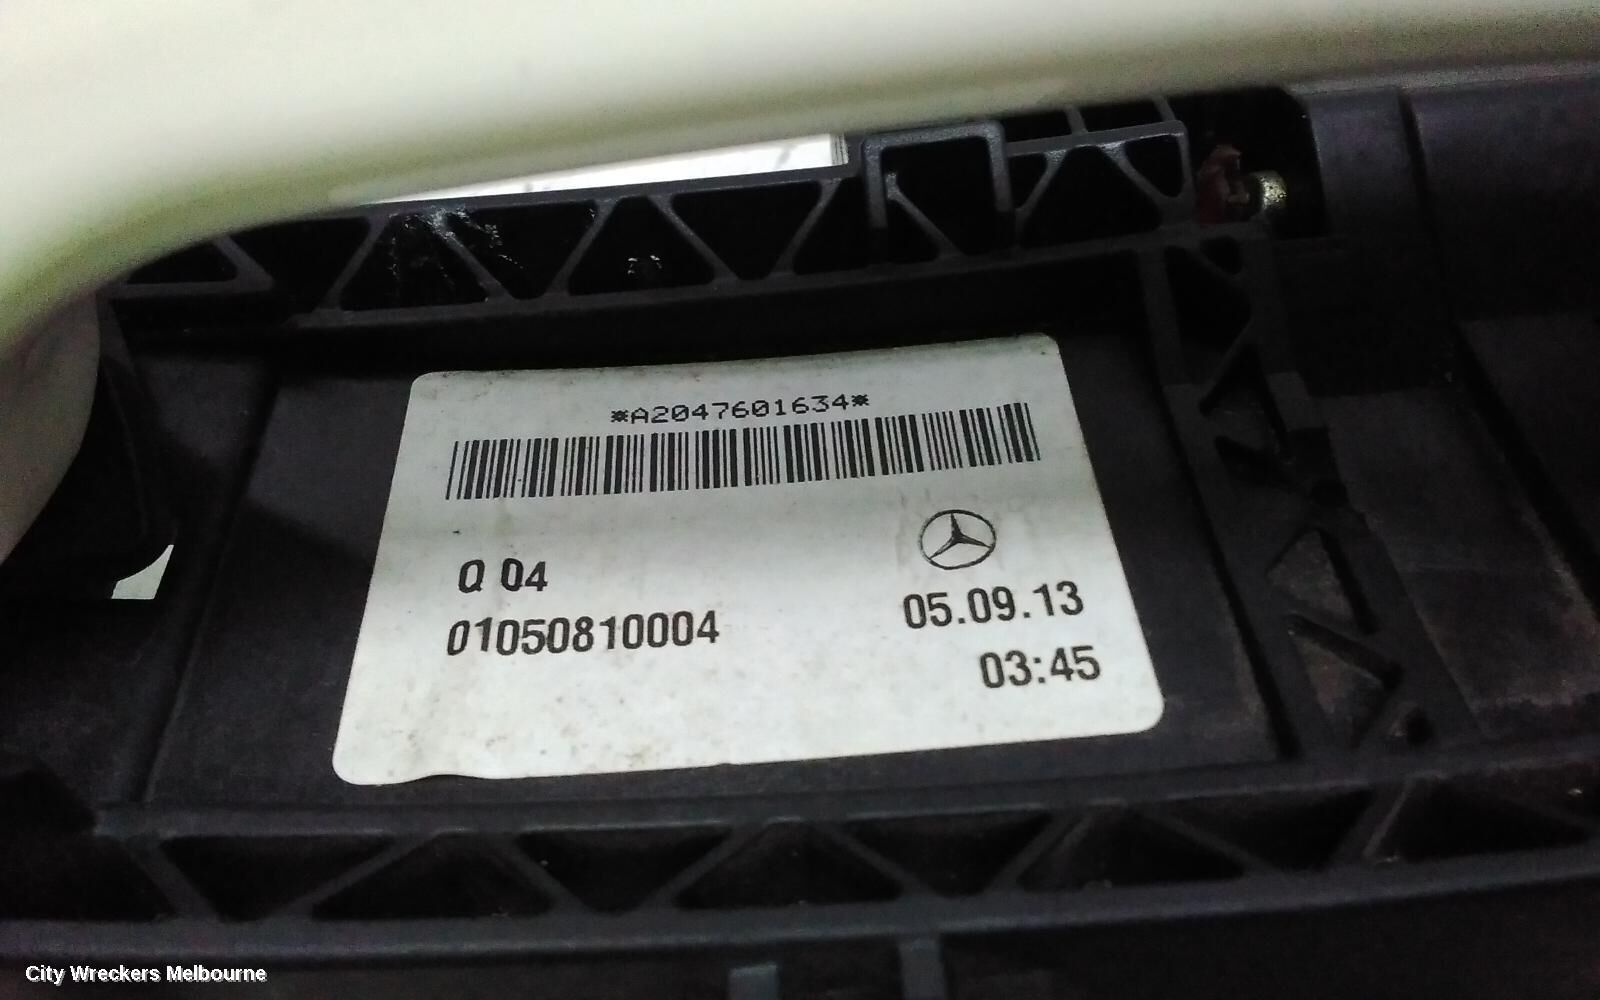 *A2047601634*
Q 04
01050810004
05.09.13
03:45
City Wreckers Melbourne